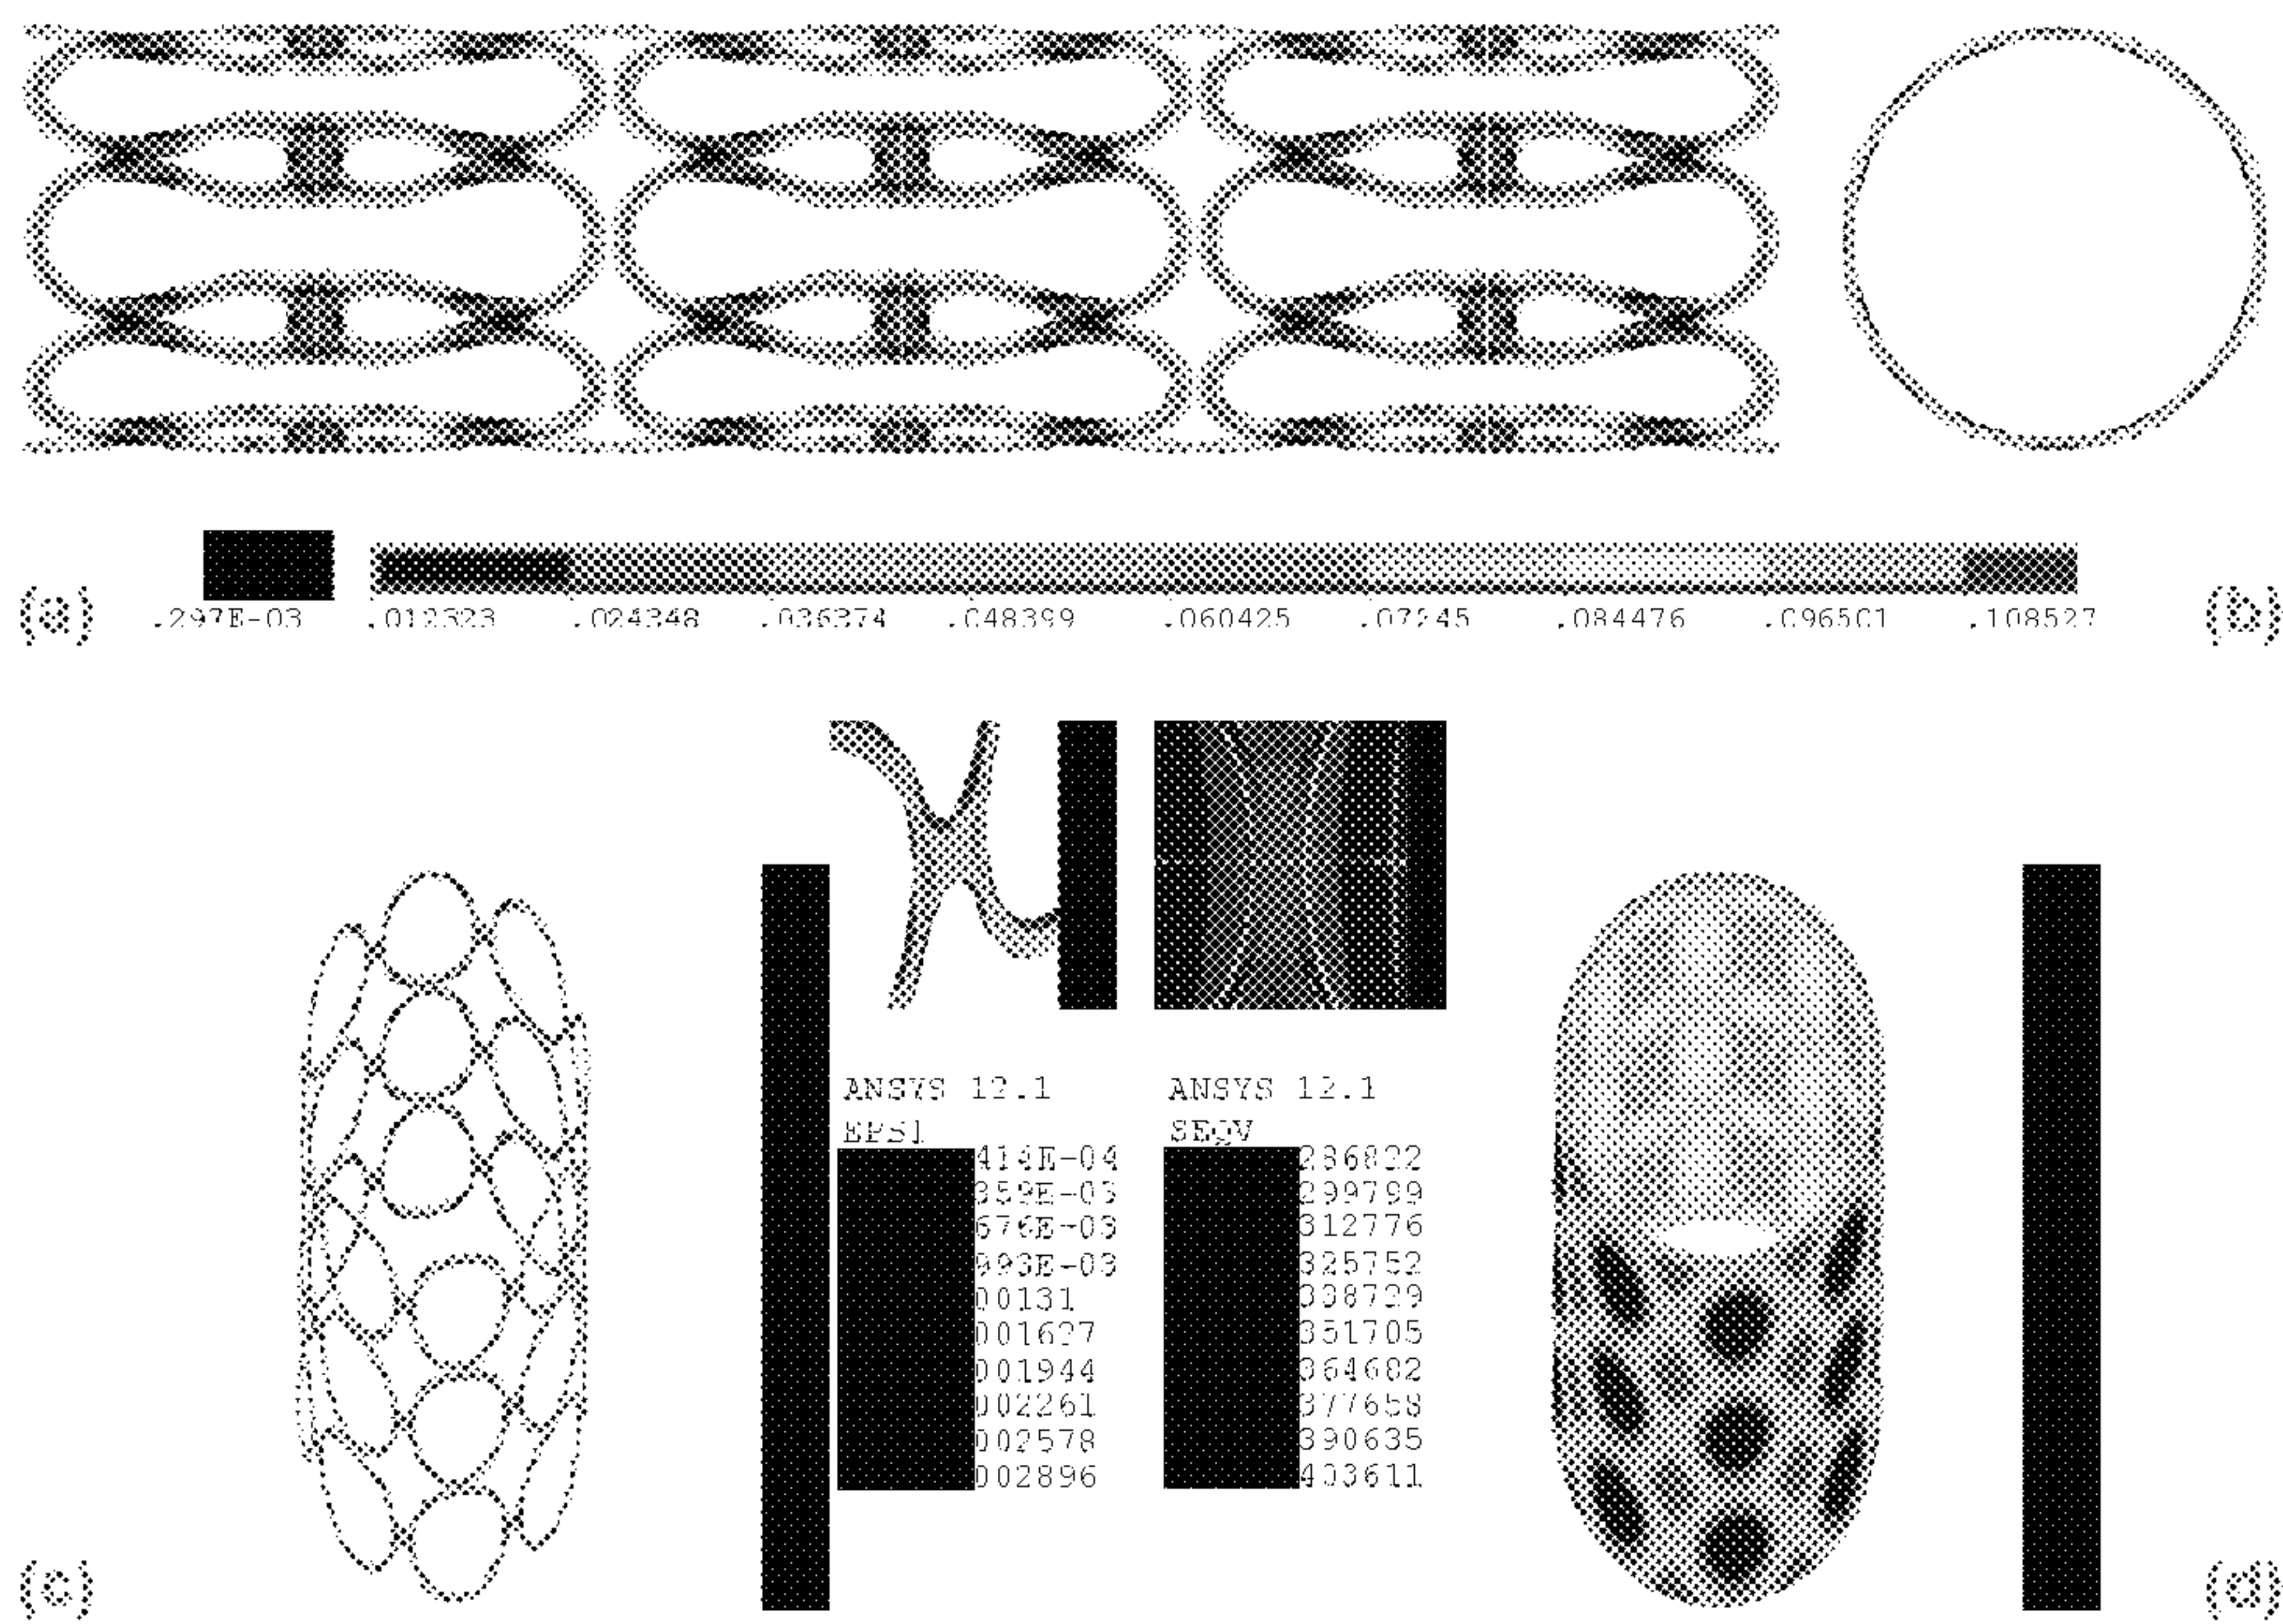 (a) .297E-03 .012323 .024348 .036374 .048399 .060425 .07245 .084476 .096501 .108527 (b)
ANSYS 12.1 ANSYS 12.1
EPS1 SEQV
414E-04 286822
359E-03 299799
676E-03 312776
993E-03 325752
00131 338729
001627 351705
001944 364682
002261 377658
002578 390635
002896 403611
(c) (d)